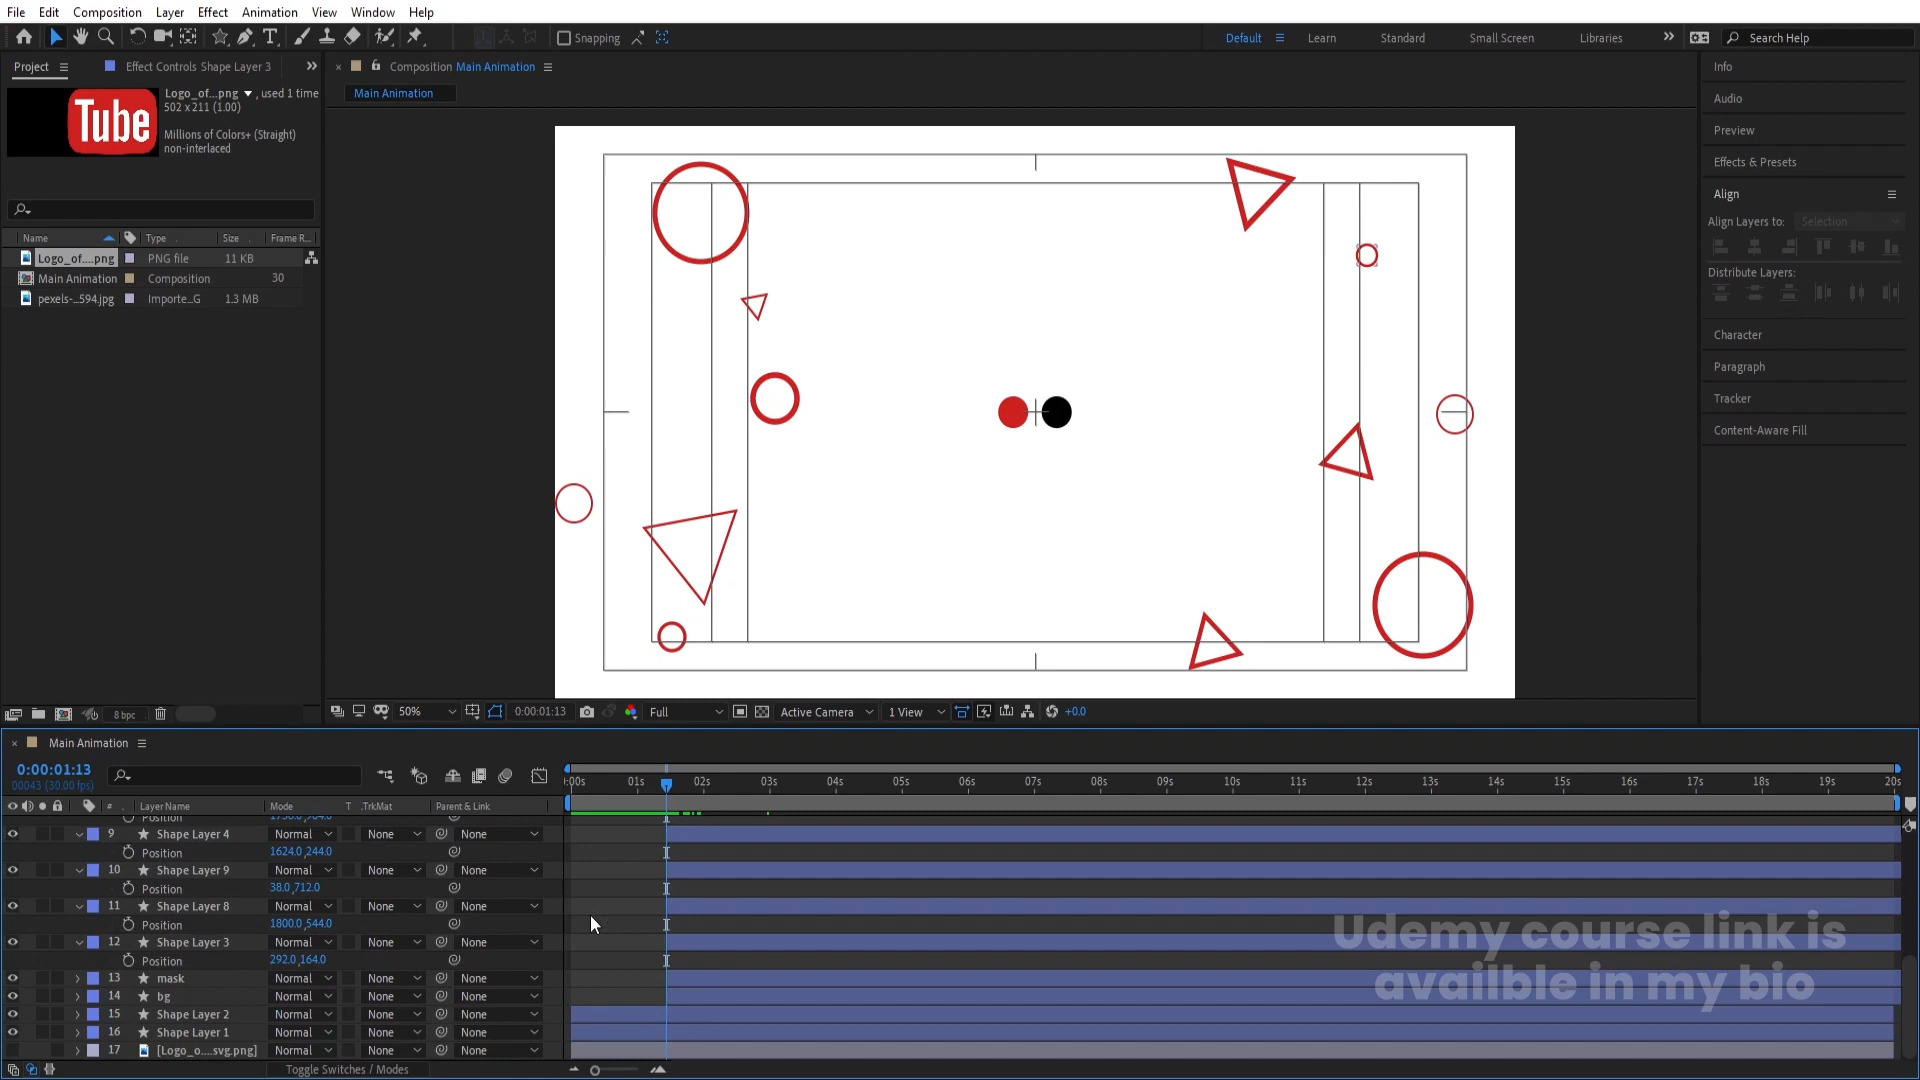 File Edit Composition Layer Effect Animation View Window Help
Snapping Default Learn Standard Small Screen Libraries Search Help
Project Effect Controls Shape Layer 3 Composition Main Animation Info
Tube Logo_of...png , used 1 time
502 x 211 (1.00)
Millions of Colors+ (Straight)
non-interlaced
Main Animation
Audio
Preview
Effects & Presets
Align
Align Layers to: Selection
Distribute Layers:
Character
Paragraph
Tracker
Content-Aware Fill
Name Type Size Frame R...
Logo_of....png PNG file 11 KB
Main Animation Composition 30
pexels-...594.jpg Importe...G 1.3 MB
8 bpc 50% 0:00:01:13 Full Active Camera 1 View +0.0
Main Animation
0:00:01:13
00043 (30.00 fps)
:00s 01s 02s 03s 04s 05s 06s 07s 08s 09s 10s 11s 12s 13s 14s 15s 16s 17s 18s 19s 20s
# Layer Name Mode T .TrkMat Parent & Link
Position
9 Shape Layer 4 Normal None None
Position 1624.0,244.0
10 Shape Layer 9 Normal None None
Position 38.0,712.0
11 Shape Layer 8 Normal None None
Position 1800.0,544.0
12 Shape Layer 3 Normal None None
Position 292.0,164.0
13 mask Normal None None
14 bg Normal None None
15 Shape Layer 2 Normal None None
16 Shape Layer 1 Normal None None
17 [Logo_o....svg.png] Normal None None
Toggle Switches / Modes
Udemy course link is
availble in my bio